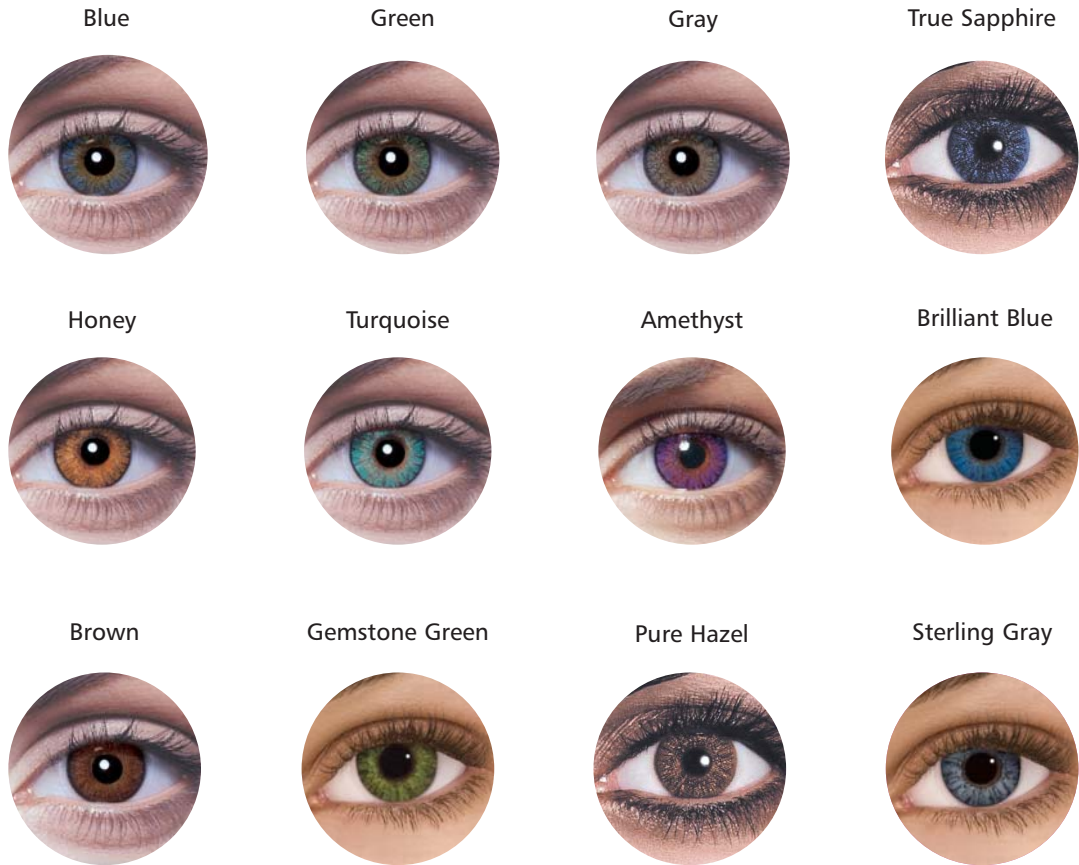 Blue
Green
Gray
True Sapphire
Honey
Turquoise
Amethyst
Brilliant Blue
Brown
Gemstone Green
Pure Hazel
Sterling Gray